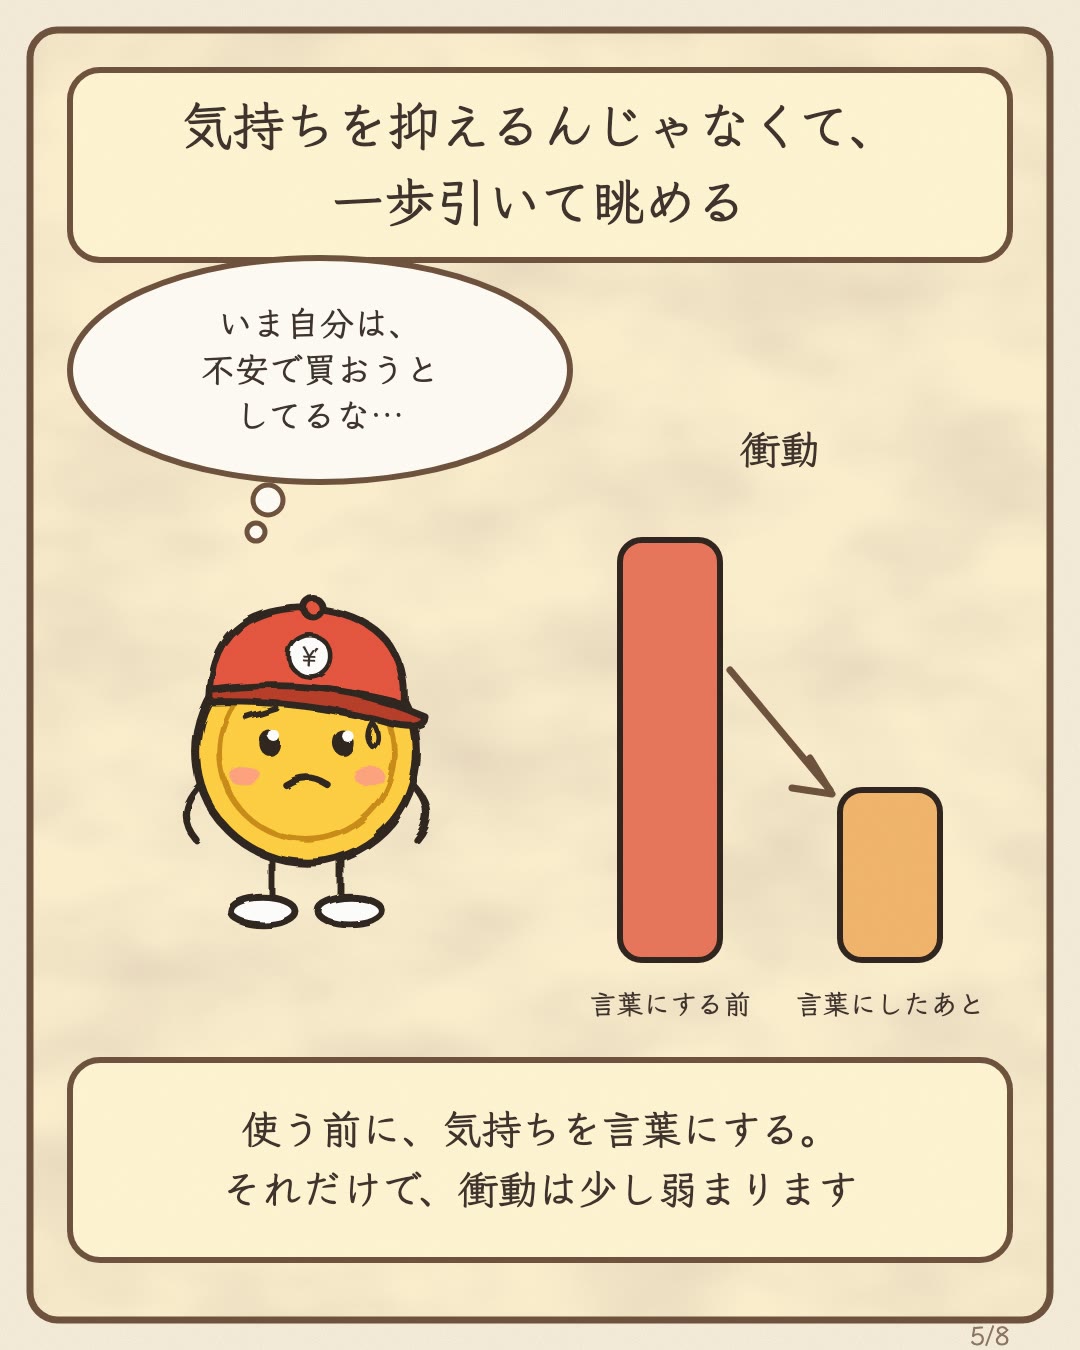 気持ちを抑えるんじゃなくて、
一歩引いて眺める
いま自分は、
不安で買おうと
してるな…
衝動
¥
言葉にする前
言葉にしたあと
使う前に、気持ちを言葉にする。
それだけで、衝動は少し弱まります
5/8